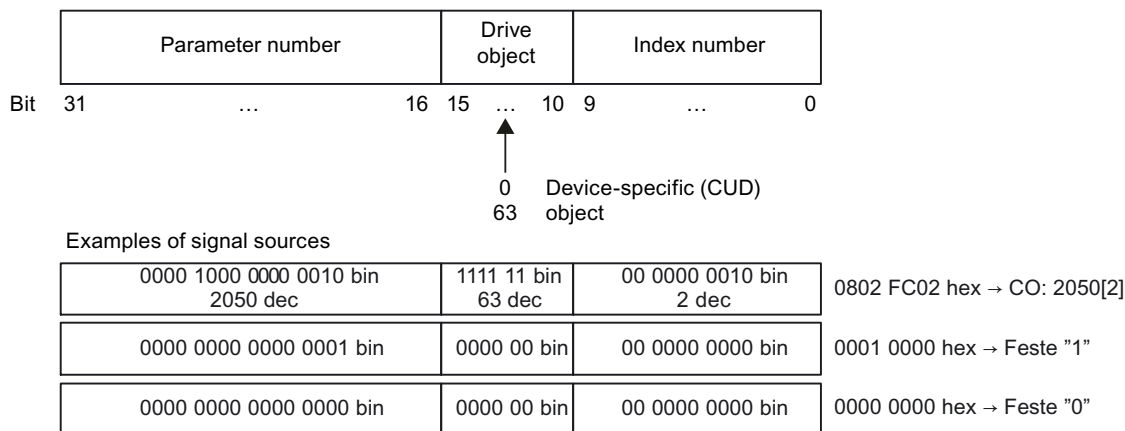 Parameter number Drive object Index number
Bit 31 … 16 15 … 10 9 … 0
0 Device-specific (CUD)
63 object
Examples of signal sources
0000 1000 0000 0010 bin 1111 11 bin 00 0000 0010 bin
2050 dec 63 dec 2 dec
0802 FC02 hex → CO: 2050[2]
0000 0000 0000 0001 bin 0000 00 bin 00 0000 0000 bin 0001 0000 hex → Feste ”1”
0000 0000 0000 0000 bin 0000 00 bin 00 0000 0000 bin 0000 0000 hex → Feste ”0”